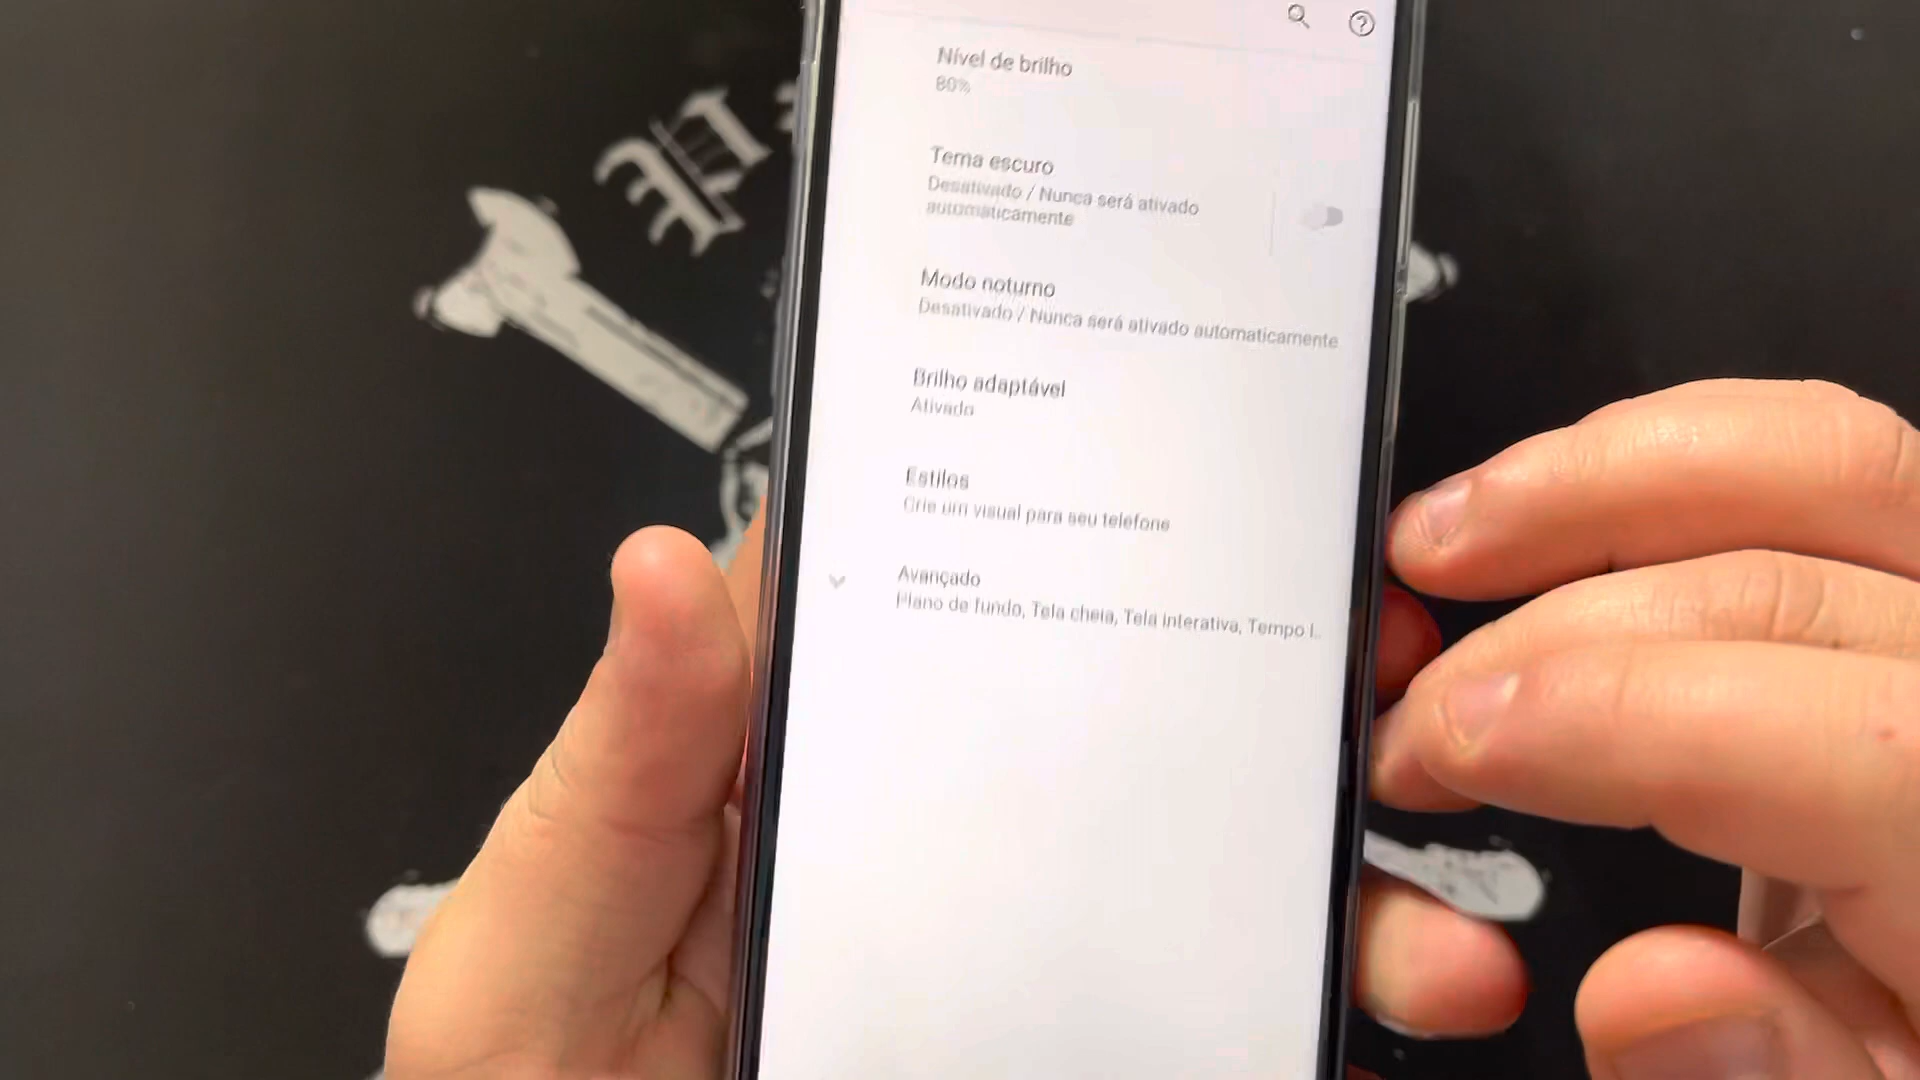 Nível de brilho
80%
Tema escuro
Desativado / Nunca será ativado
automaticamente
Modo noturno
Desativado / Nunca será ativado automaticamente
Brilho adaptável
Ativado
Estilos
Crie um visual para seu telefone
Avançado
Plano de fundo, Tela cheia, Tela interativa, Tempo l..